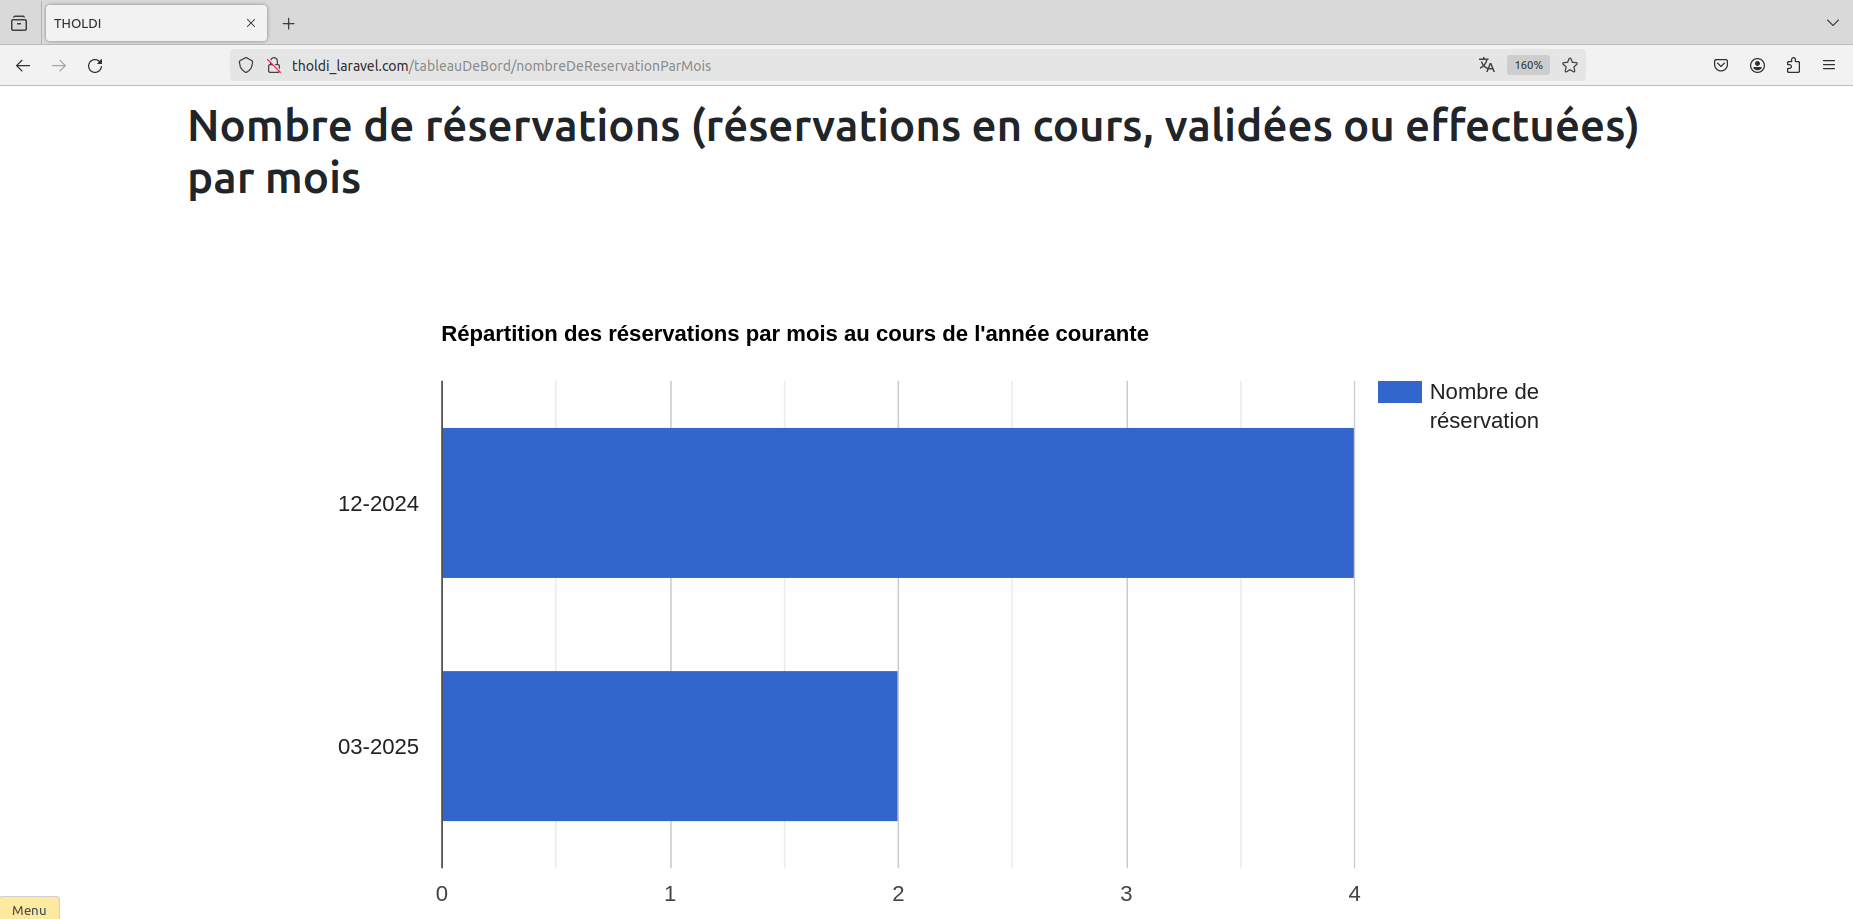 THOLDI
tholdi_laravel.com/tableauDeBord/nombreDeReservationParMois
160%
Nombre de réservations (réservations en cours, validées ou effectuées)
par mois
Répartition des réservations par mois au cours de l'année courante
Nombre de
réservation
12-2024
03-2025
0 1 2 3 4
Menu